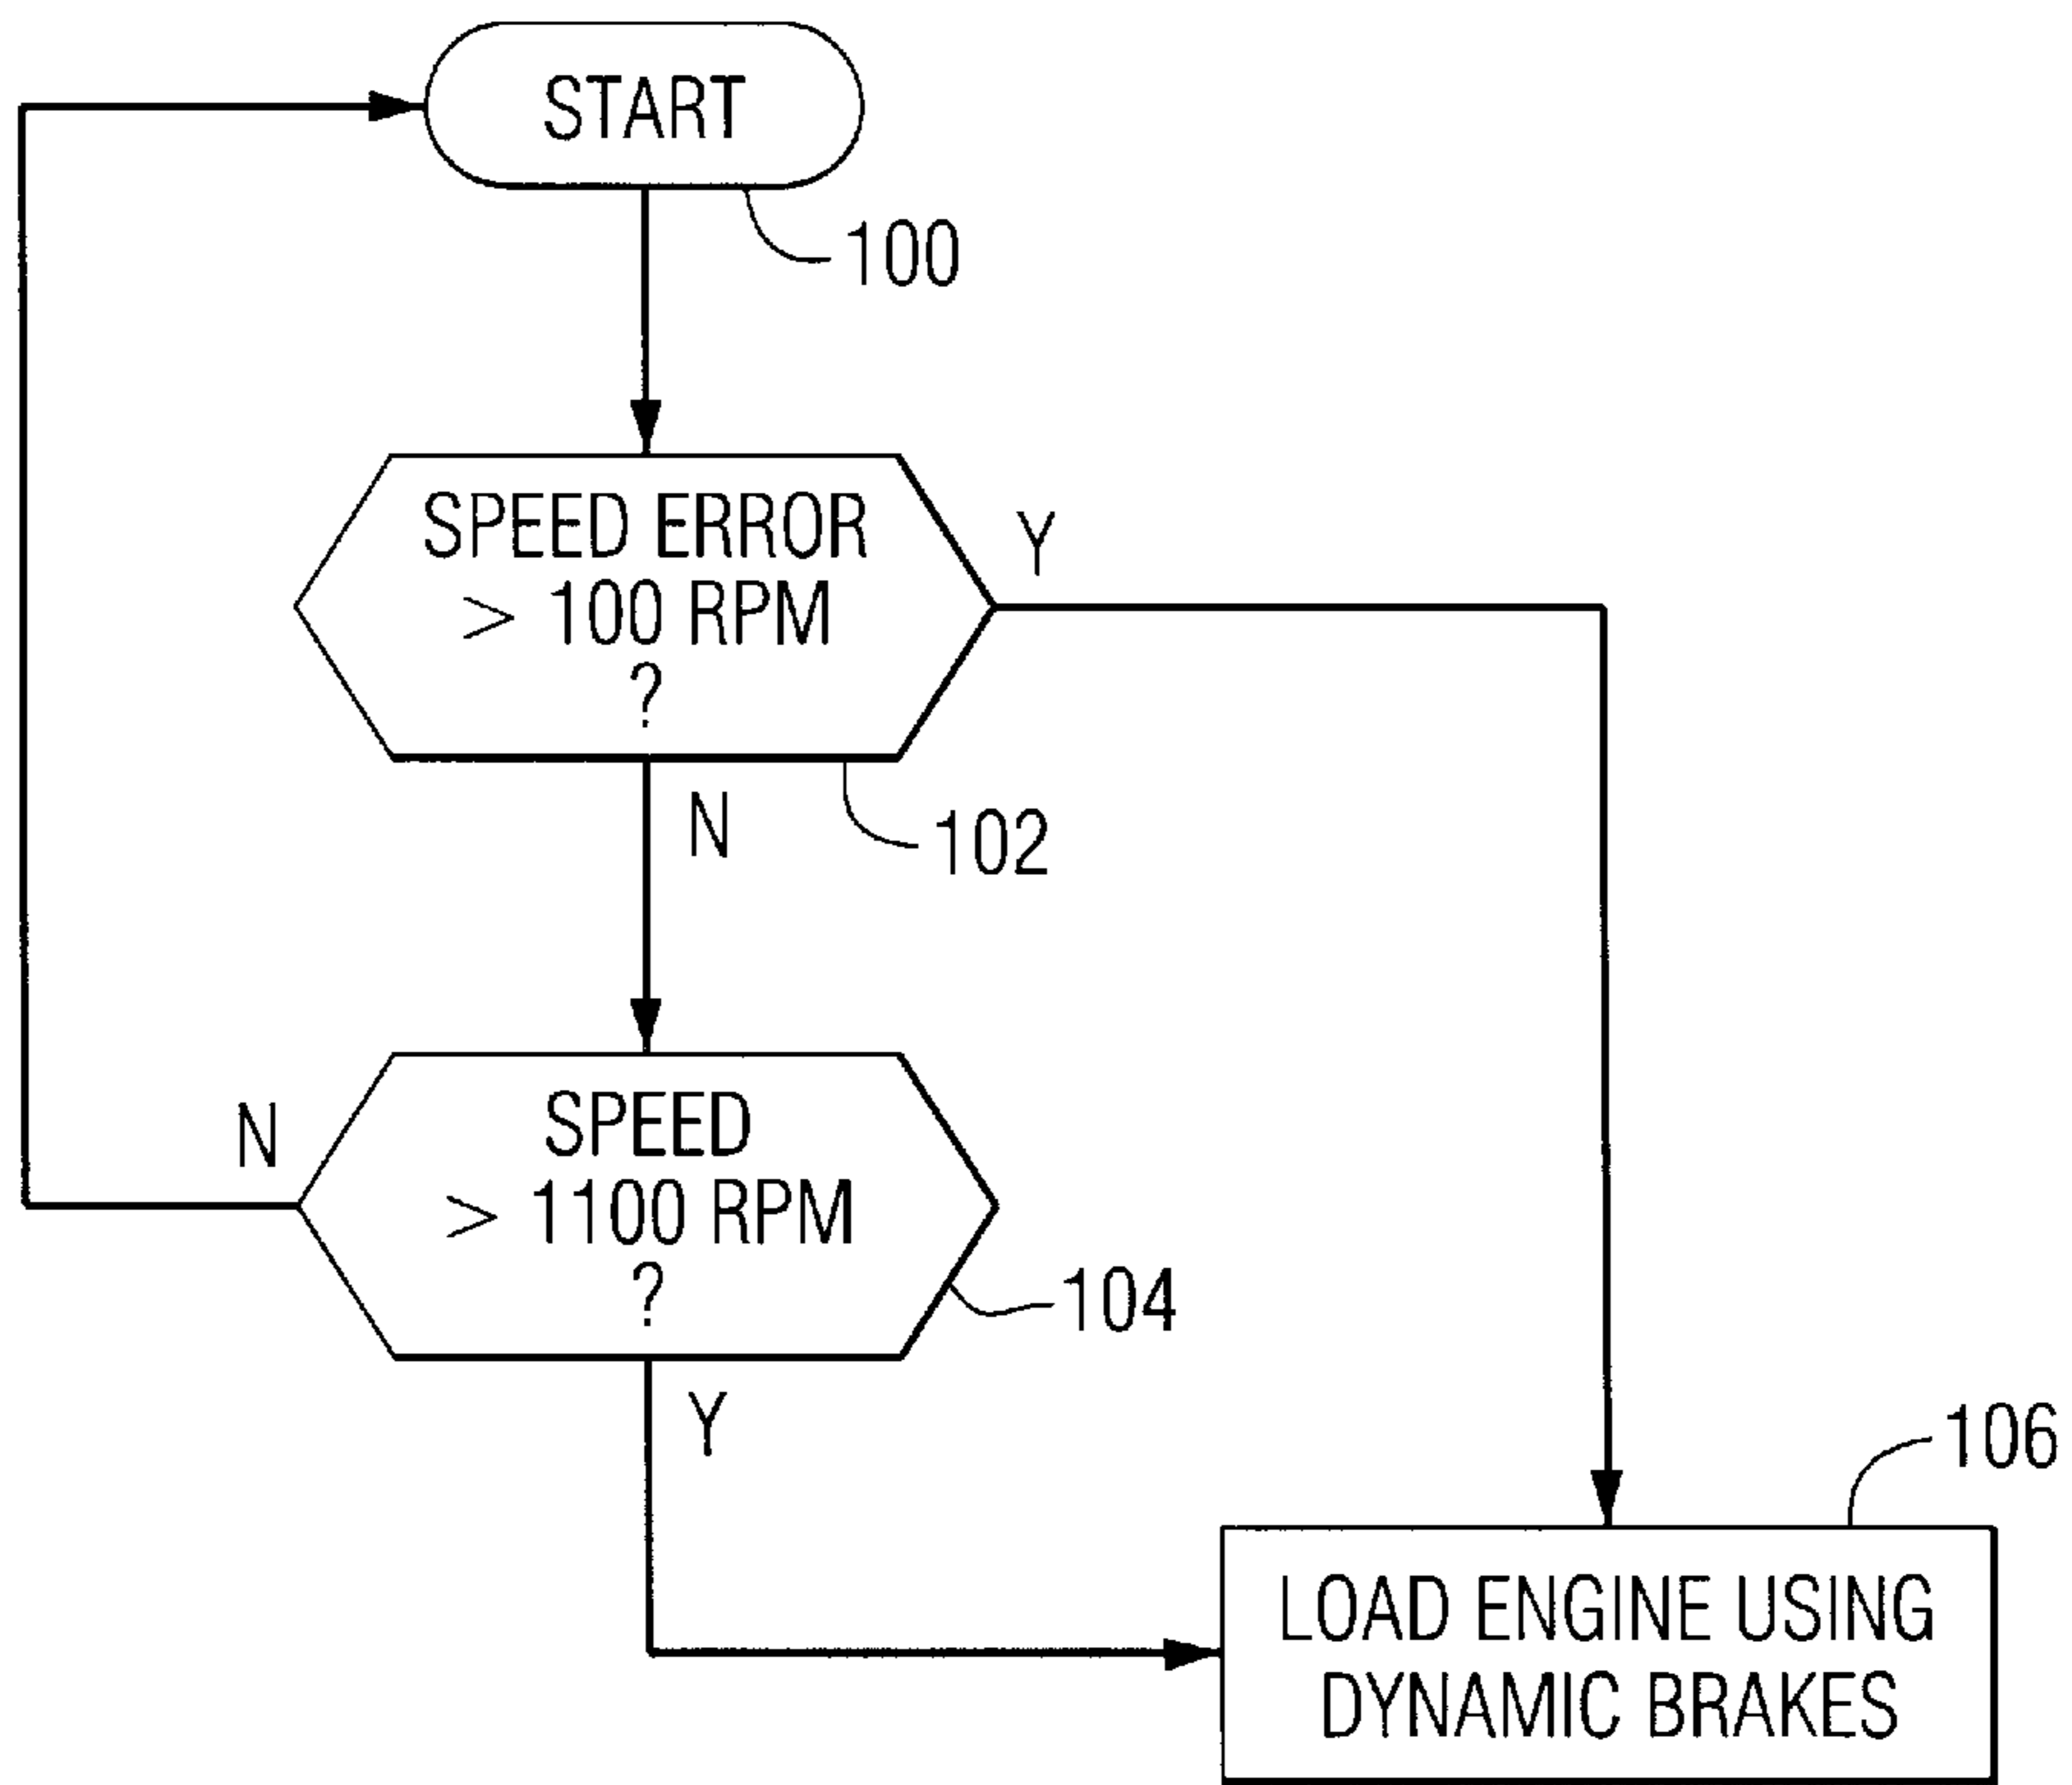 START
100
SPEED ERROR
> 100 RPM
?
Y
N
102
SPEED
> 1100 RPM
?
N
104
Y
106
LOAD ENGINE USING
DYNAMIC BRAKES